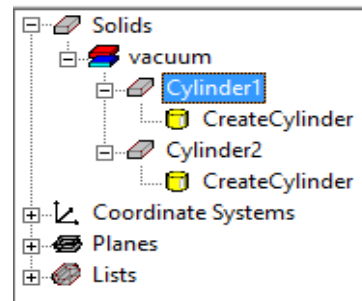 Solids
vacuum
Cylinder1
CreateCylinder
Cylinder2
CreateCylinder
Coordinate Systems
Planes
Lists